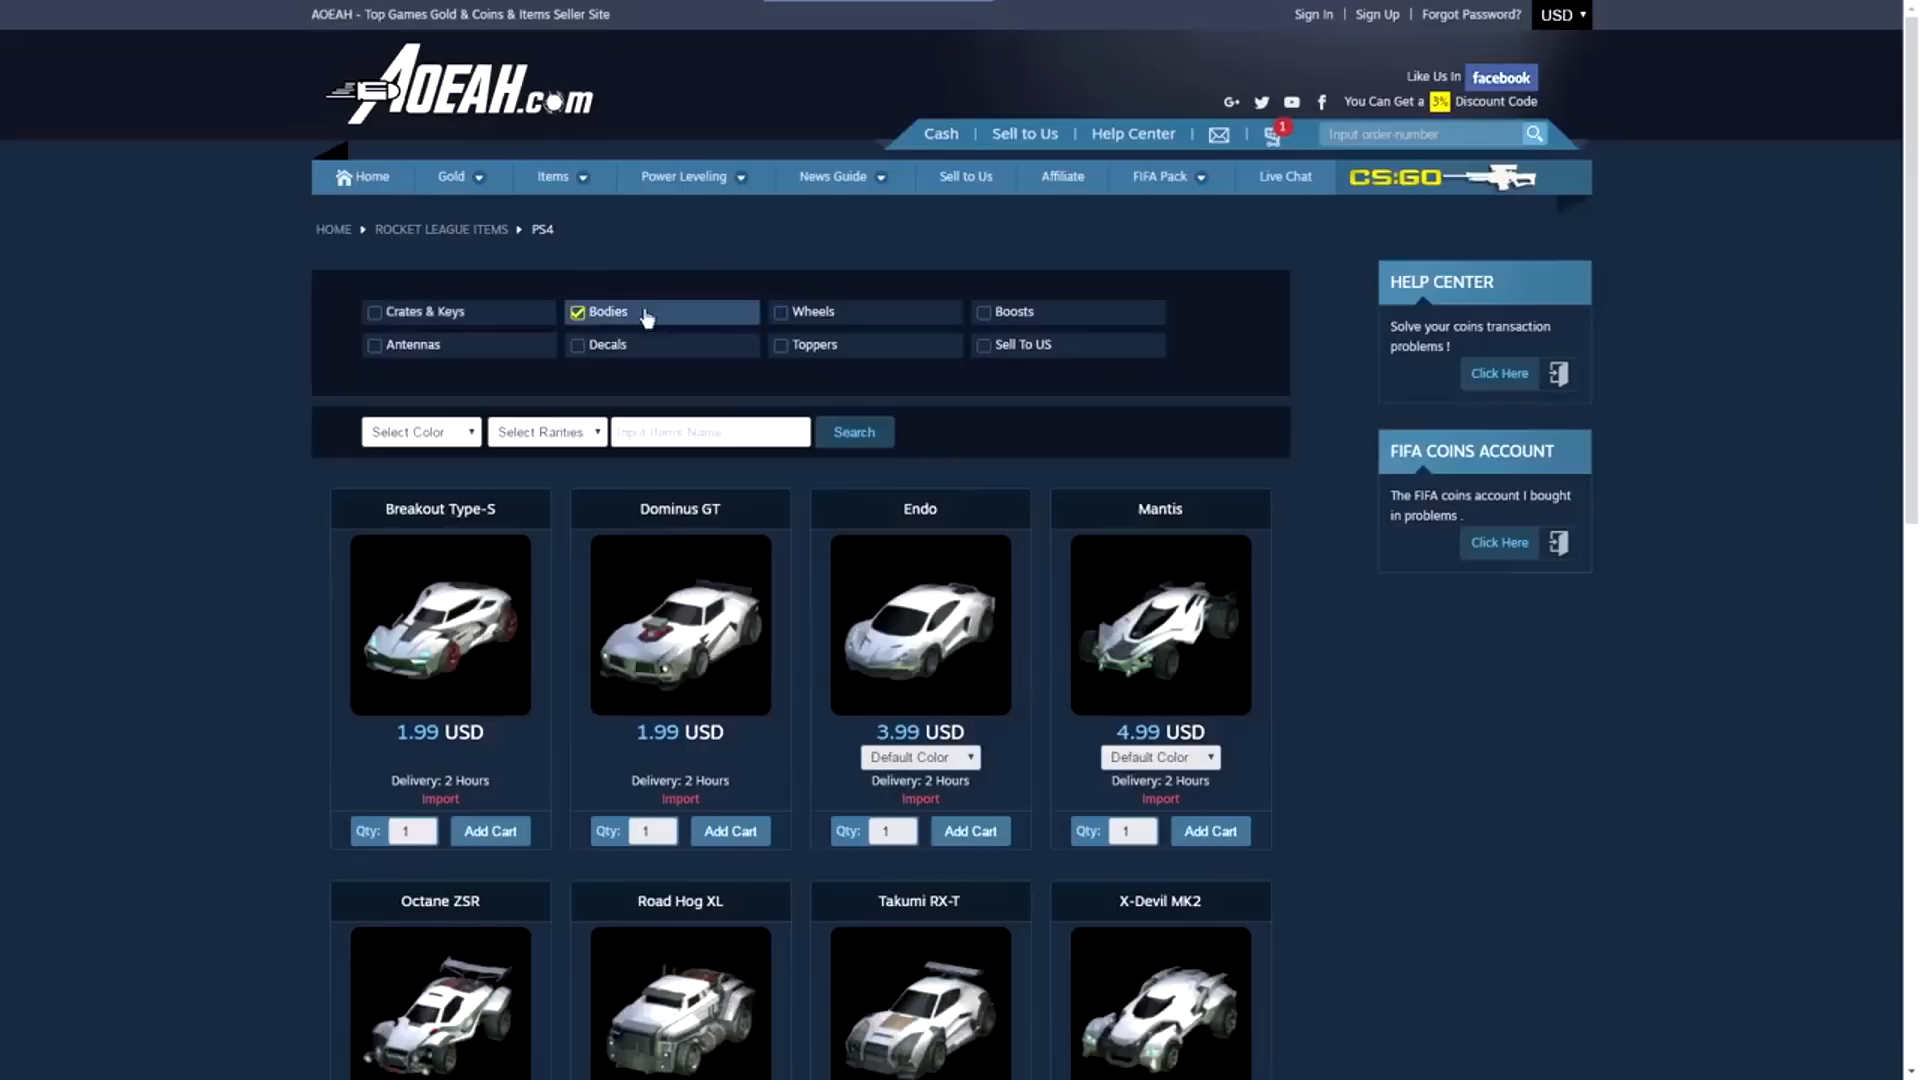 AOEAH - Top Games Gold & Coins & Items Seller Site
Sign In | Sign Up | Forgot Password? USD
AOEAH.com
Like Us In facebook
You Can Get a 3% Discount Code
Cash | Sell to Us | Help Center | 1 Input order-number
Home Gold Items Power Leveling News Guide Sell to Us Affiliate FIFA Pack Live Chat CS:GO
HOME ROCKET LEAGUE ITEMS PS4
HELP CENTER
Solve your coins transaction
problems !
Click Here
FIFA COINS ACCOUNT
The FIFA coins account I bought
in problems .
Click Here
Crates & Keys Bodies Wheels Boosts
Antennas Decals Toppers Sell To US
Select Color Select Rarities Input Items Name Search
Breakout Type-S Dominus GT Endo Mantis
1.99 USD 1.99 USD 3.99 USD 4.99 USD
Default Color Default Color
Delivery: 2 Hours Delivery: 2 Hours Delivery: 2 Hours Delivery: 2 Hours
Import Import Import Import
Qty: 1 Add Cart Qty: 1 Add Cart Qty: 1 Add Cart Qty: 1 Add Cart
Octane ZSR Road Hog XL Takumi RX-T X-Devil MK2